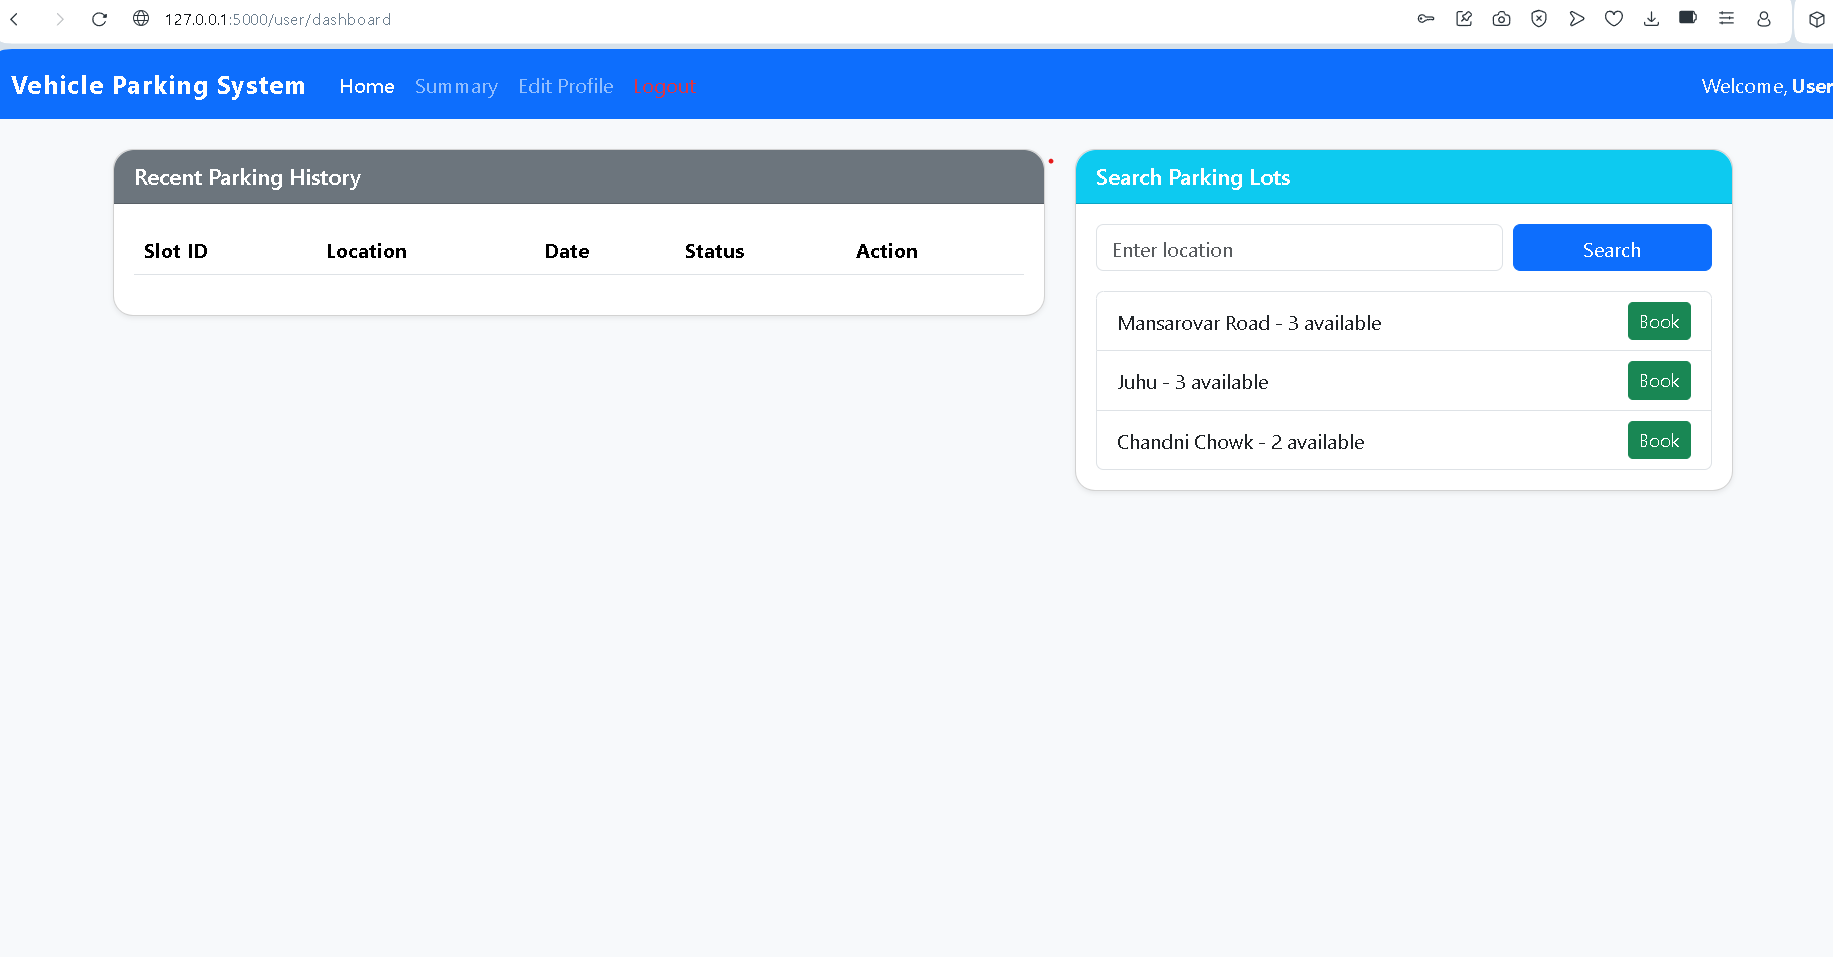 127.0.0.1:5000/user/dashboard
Vehicle Parking System Home Summary Edit Profile Logout Welcome, User
Recent Parking History
Slot ID Location Date Status Action
Search Parking Lots
Enter location Search
Mansarovar Road - 3 available Book
Juhu - 3 available Book
Chandni Chowk - 2 available Book